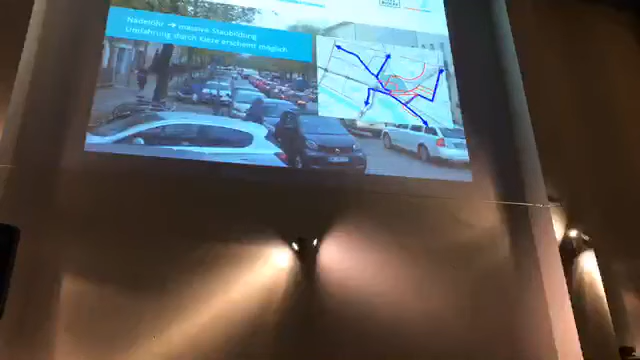 Nadelöhr → massive Staubildung
Umfahrung durch Kieze erscheint möglich